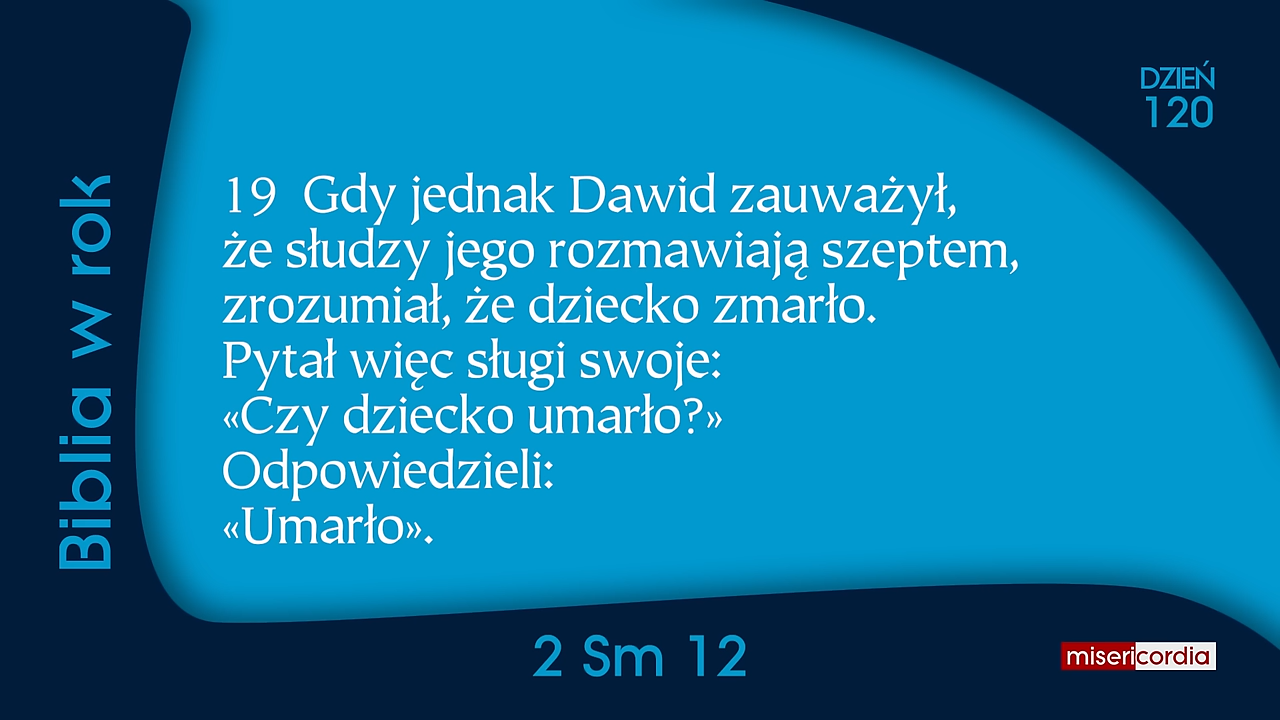 DZIEŃ
120
Biblia w rok
19 Gdy jednak Dawid zauważył,
że słudzy jego rozmawiają szeptem,
zrozumiał, że dziecko zmarło.
Pytał więc sługi swoje:
«Czy dziecko umarło?»
Odpowiedzieli:
«Umarło».
2 Sm 12
misericordia